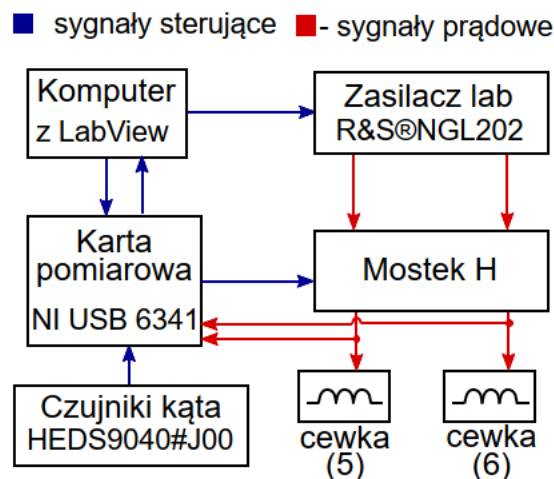 sygnały sterujące - sygnały prądowe
Komputer
z LabView
Zasilacz lab
R&S®NGL202
Karta
pomiarowa
NI USB 6341
Mostek H
Czujniki kąta
HEDS9040#J00
cewka
(5)
cewka
(6)